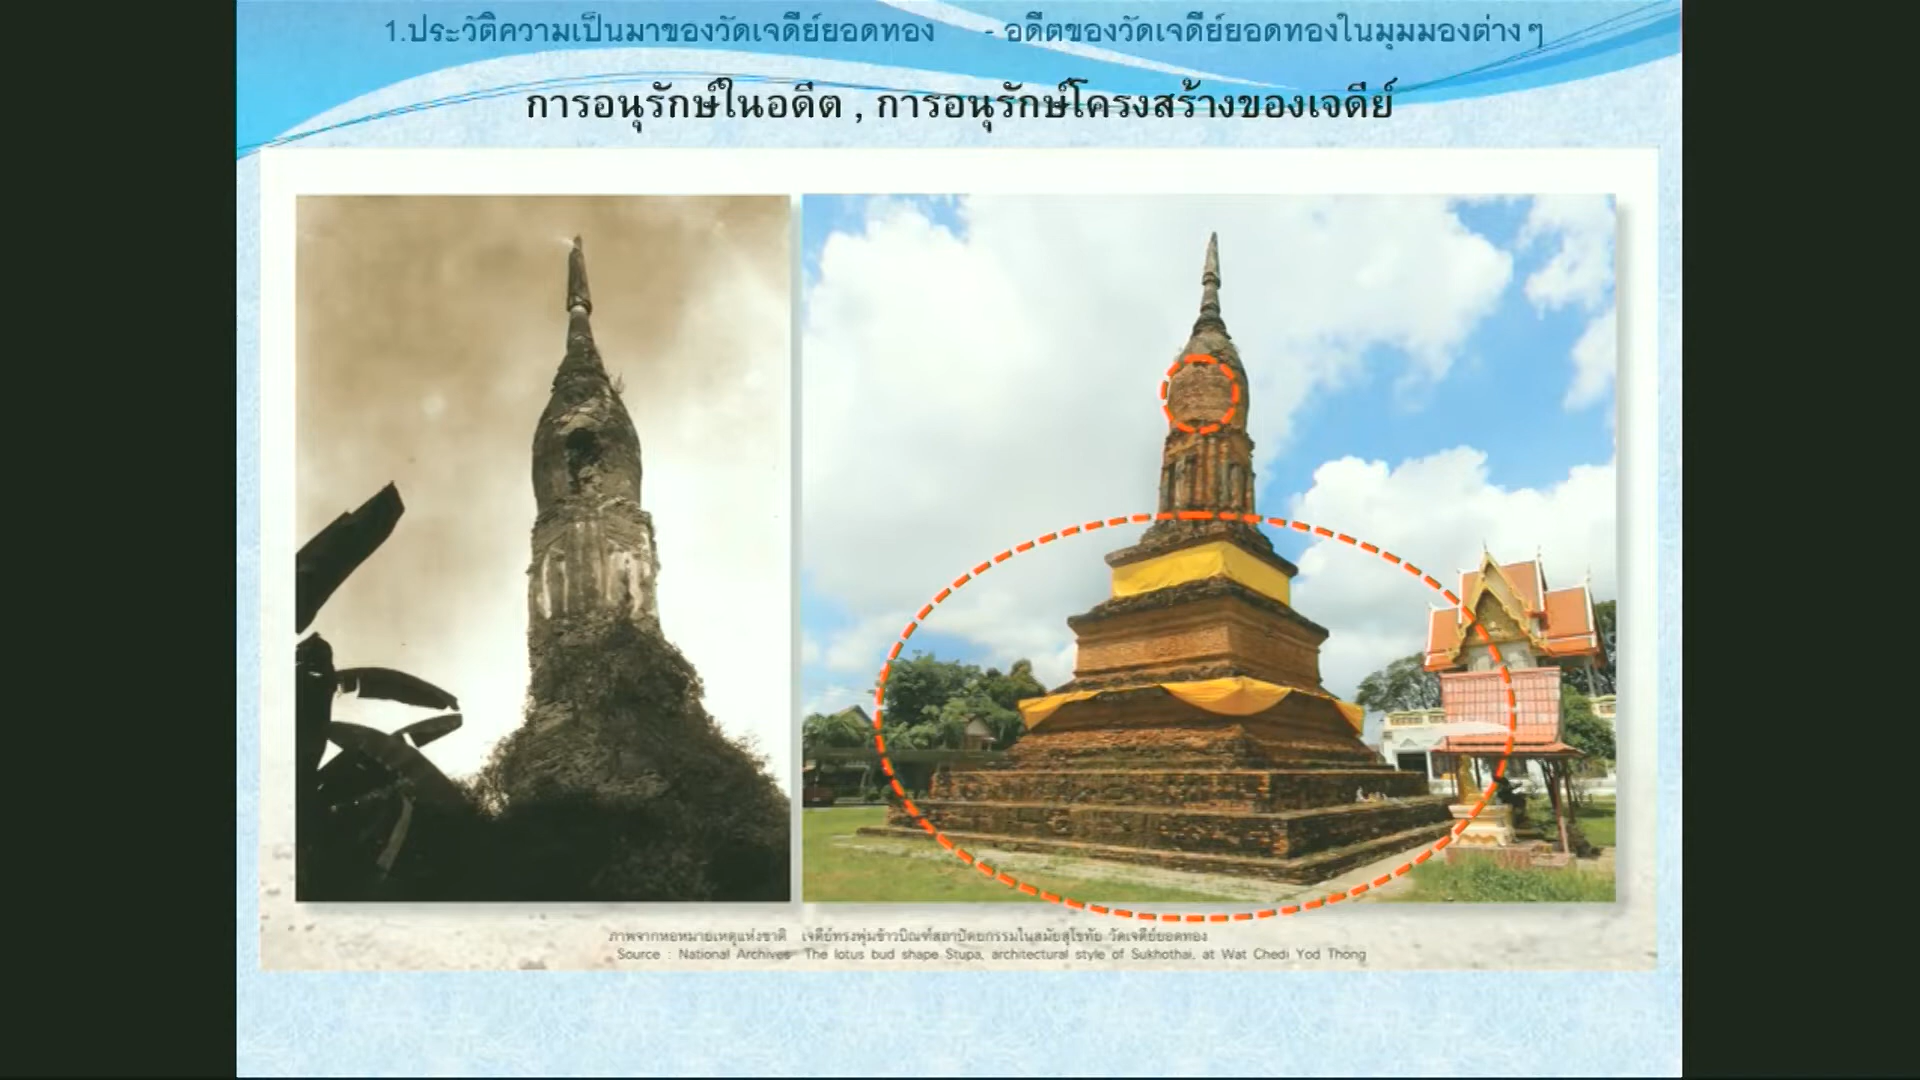 1.ประวัติความเป็นมาของวัดเจดีย์ยอดทอง - อดีตของวัดเจดีย์ยอดทองในมุมมองต่างๆ
การอนุรักษ์ในอดีต , การอนุรักษ์โครงสร้างของเจดีย์
ภาพจากหอหมายเหตุแห่งชาติ เจดีย์ทรงพุ่มข้าวบิณฑ์สถาปัตยกรรมในสมัยสุโขทัย วัดเจดีย์ยอดทอง
Source : National Archives The lotus bud shape Stupa, architectural style of Sukhothai, at Wat Chedi Yod Thong